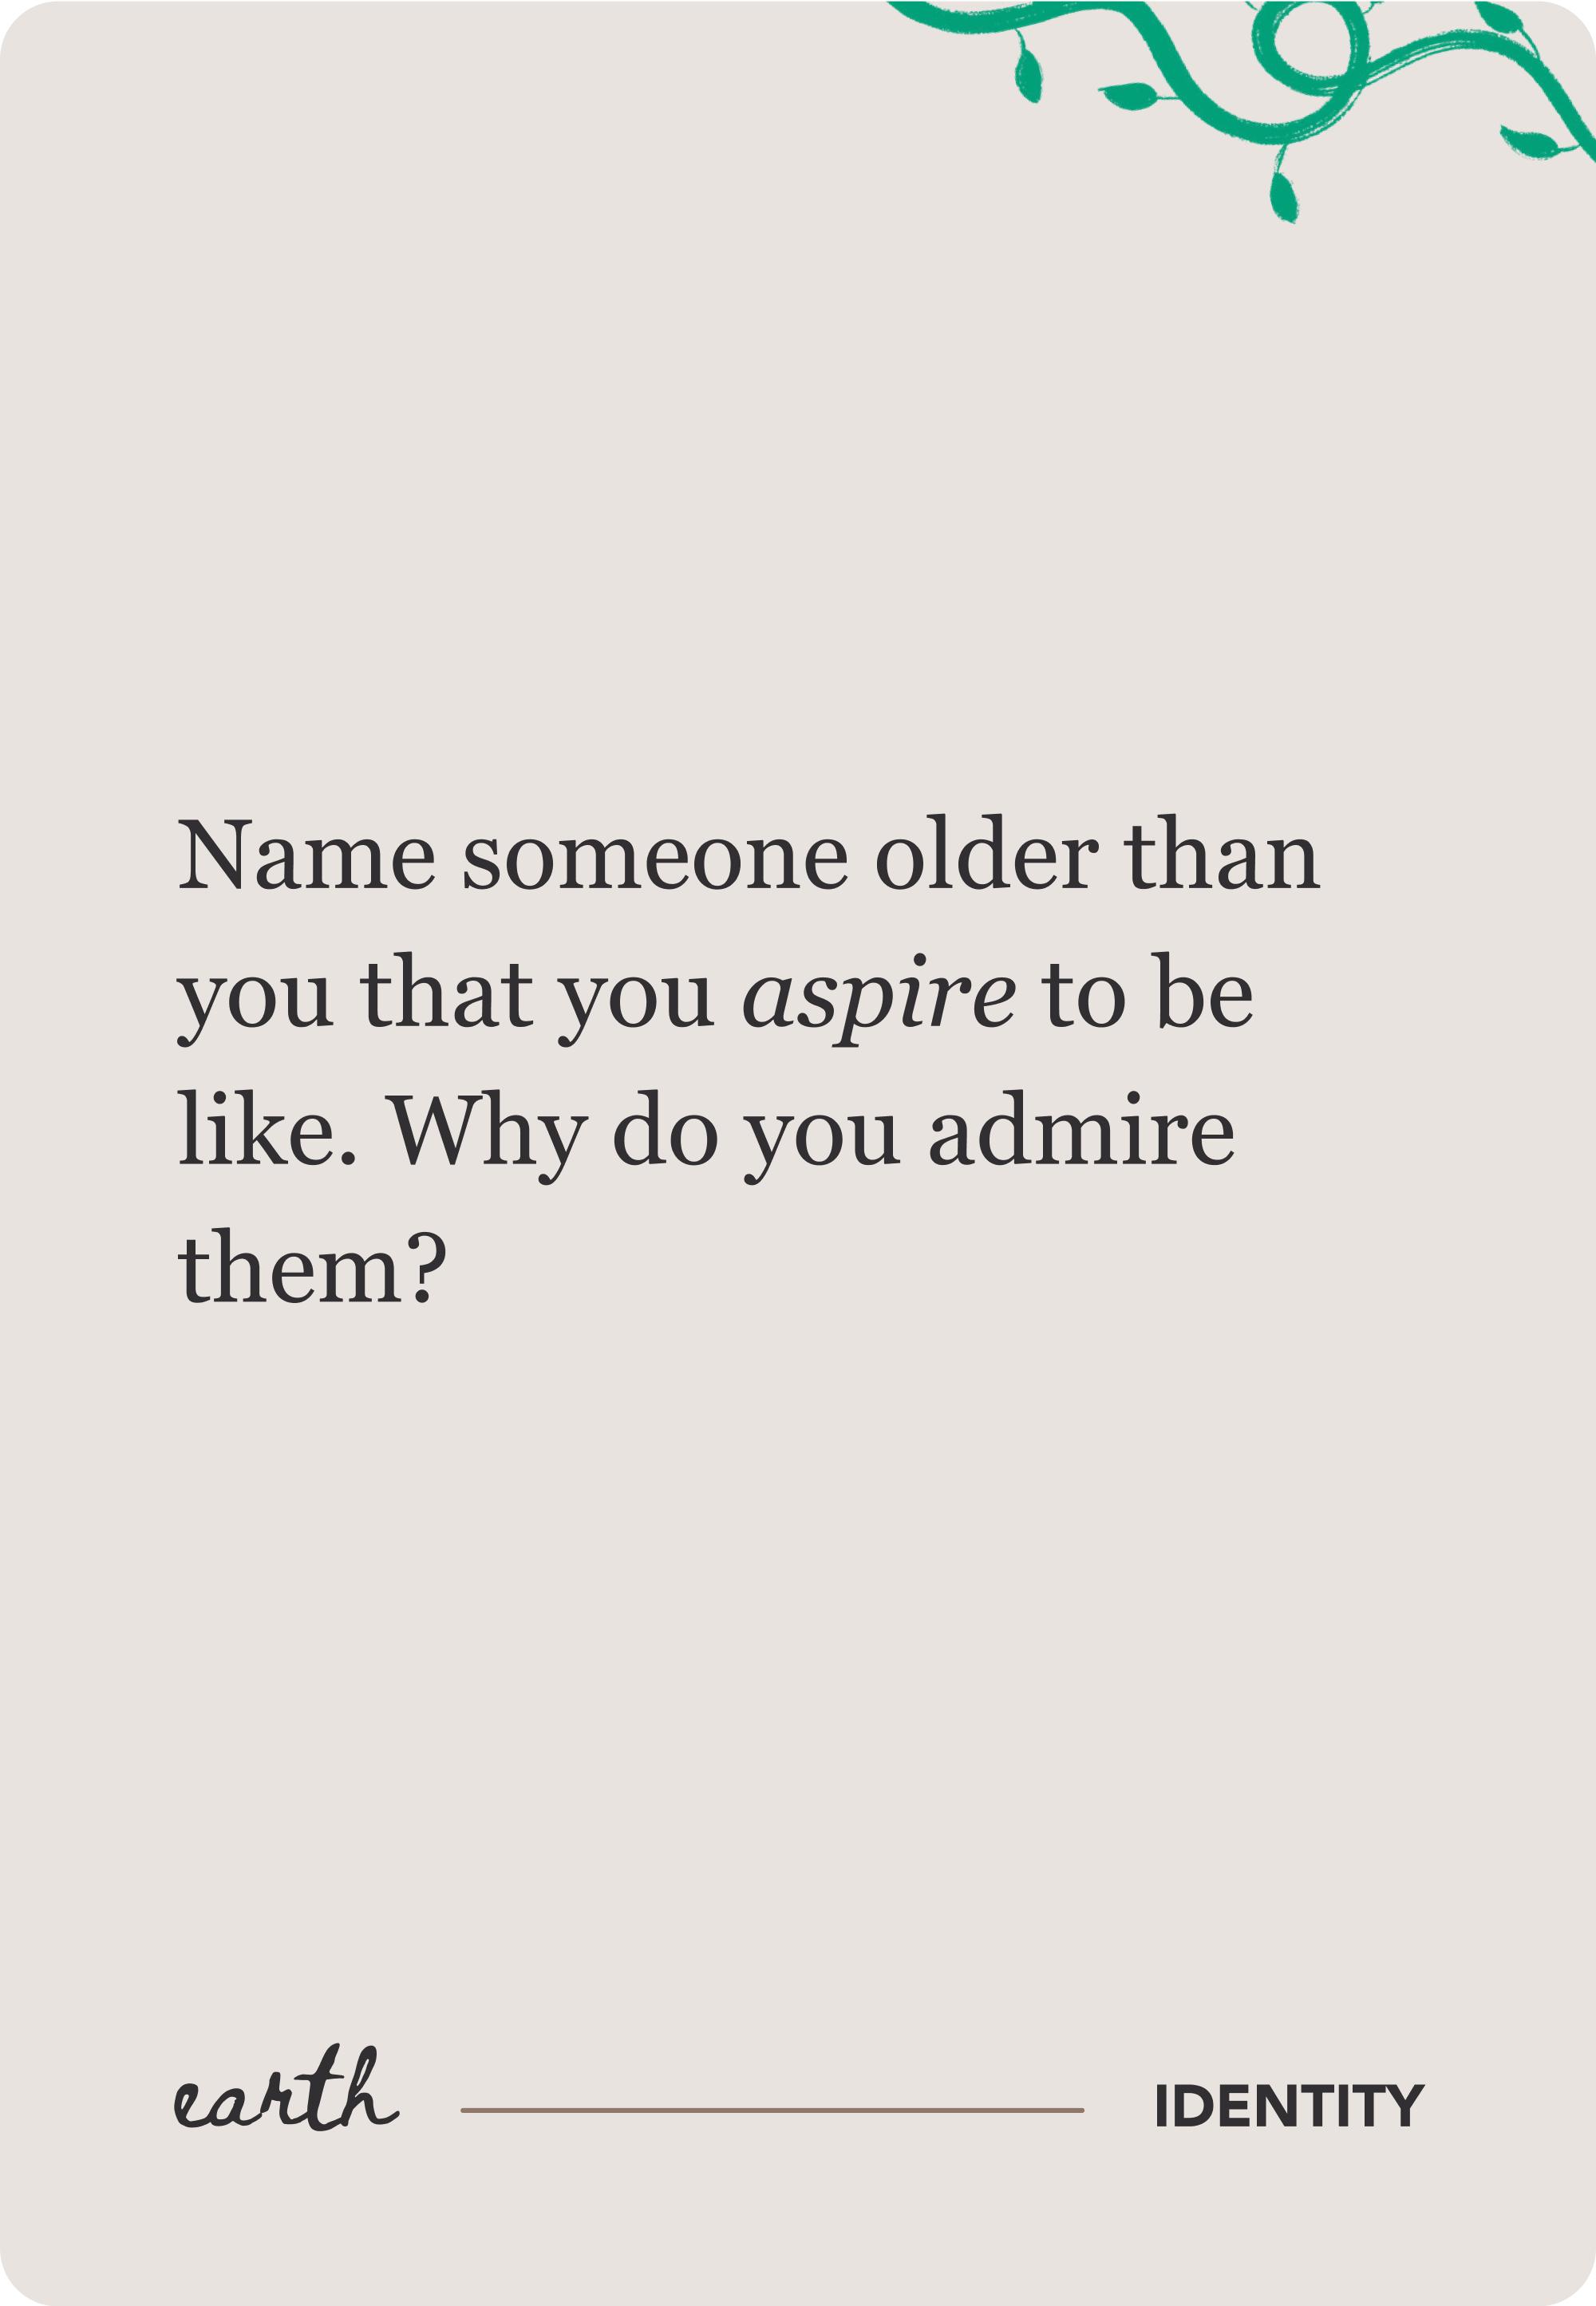 Name someone older than
you that you aspire to be
like. Why do you admire
them?
earth
IDENTITY